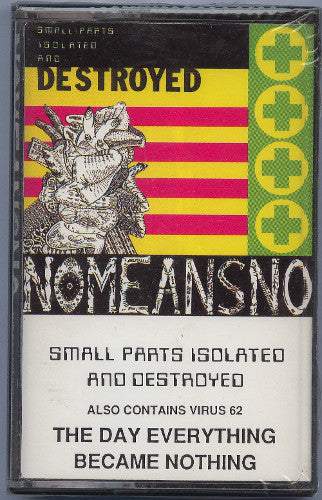 SMALL PARTS
ISOLATED
AND
DESTROYED
NOMEANSNO
SMALL PARTS ISOLATED
AND DESTROYED
ALSO CONTAINS VIRUS 62
THE DAY EVERYTHING
BECAME NOTHING